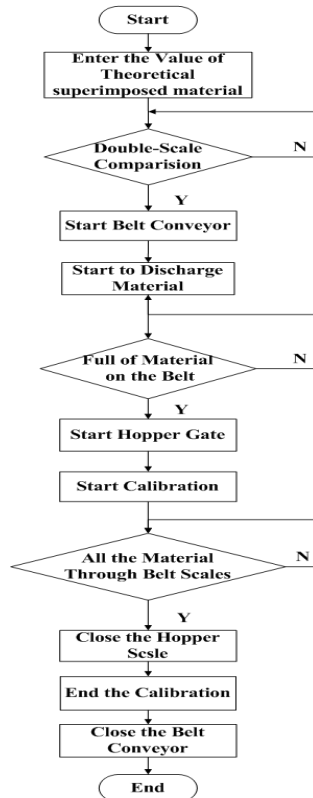 Start
Enter the Value of
Theoretical
superimposed material
Double-Scale
Comparision
N
Y
Start Belt Conveyor
Start to Discharge
Material
Full of Material
on the Belt
N
Y
Start Hopper Gate
Start Calibration
All the Material
Through Belt Scales
N
Y
Close the Hopper
Scsle
End the Calibration
Close the Belt
Conveyor
End